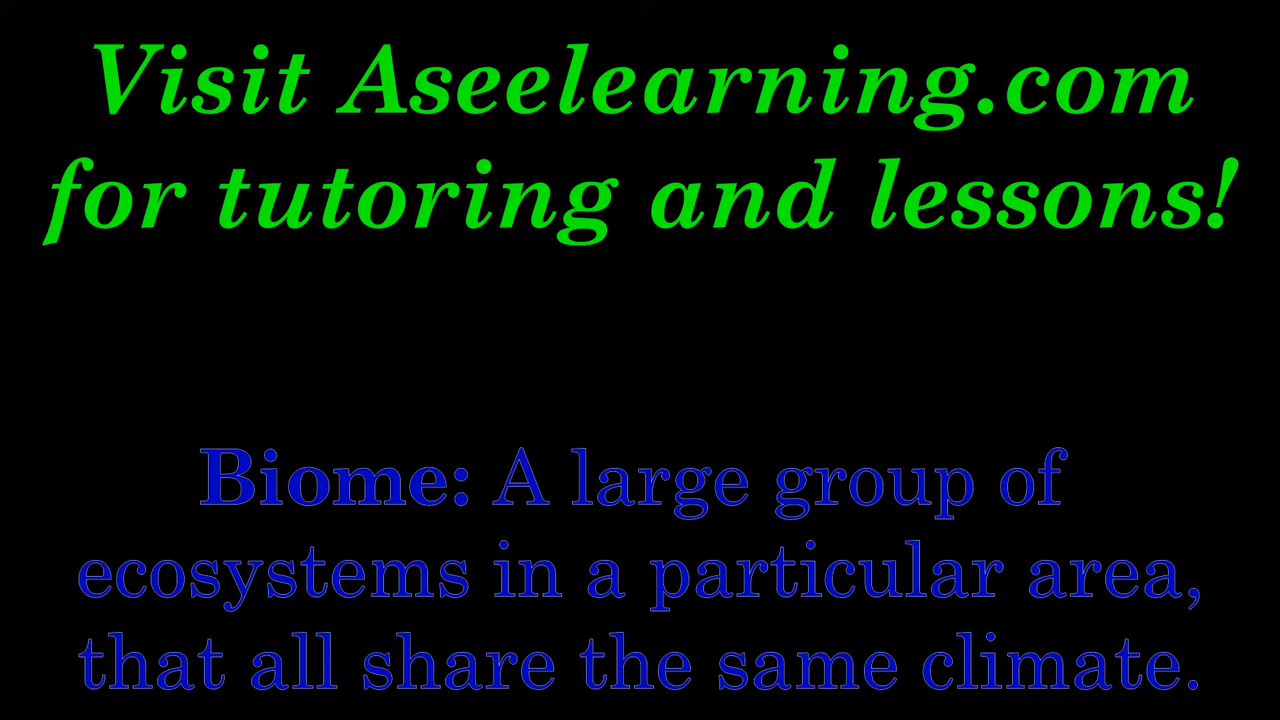 Visit Aseelearning.com
for tutoring and lessons!
Biome: A large group of
ecosystems in a particular area,
that all share the same climate.